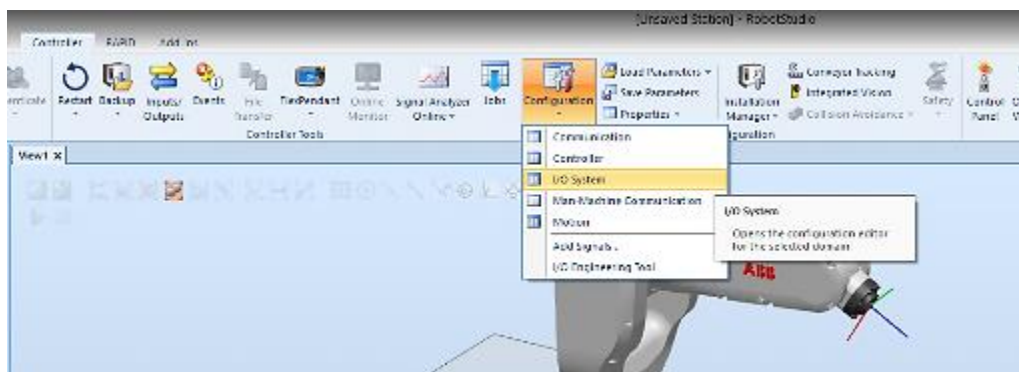 [Unsaved Station] - RobotStudio
Controller RAPID Add-Ins
Restart Backup Inputs/ Outputs Events File Transfer FlexPendant Online Monitor Signal Analyzer Online Jobs
Configuration
Load Parameters
Save Parameters
Properties
Installation Manager
Conveyor Tracking
Integrated Vision
Collision Avoidance
Safety
Control Panel
Controller Tools
guration
View1
Communication
Controller
I/O System
Man-Machine Communication
Motion
Add Signals..
I/O Engineering Tool
I/O System
Opens the configuration editor
for the selected domain
ABB